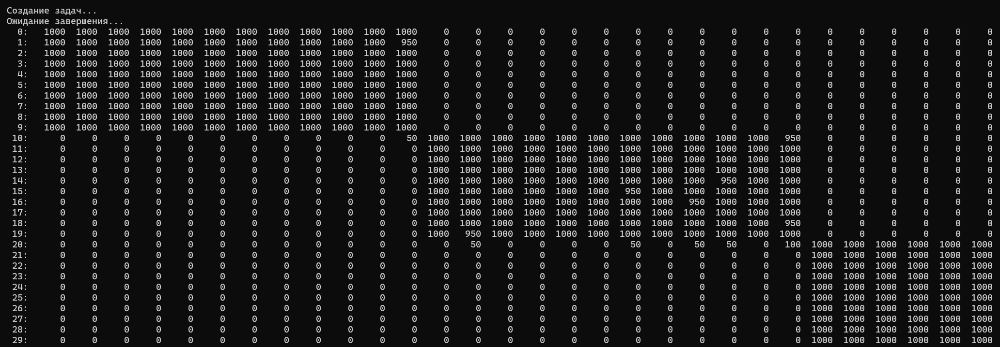 Создание задач...
Ожидание завершения...
0: 1000 1000 1000 1000 1000 1000 1000 1000 1000 1000 1000 1000 0 0 0 0 0 0 0 0 0 0 0 0 0 0 0 0 0 0
1: 1000 1000 1000 1000 1000 1000 1000 1000 1000 1000 1000 950 0 0 0 0 0 0 0 0 0 0 0 0 0 0 0 0 0 0
2: 1000 1000 1000 1000 1000 1000 1000 1000 1000 1000 1000 1000 0 0 0 0 0 0 0 0 0 0 0 0 0 0 0 0 0 0
3: 1000 1000 1000 1000 1000 1000 1000 1000 1000 1000 1000 1000 0 0 0 0 0 0 0 0 0 0 0 0 0 0 0 0 0 0
4: 1000 1000 1000 1000 1000 1000 1000 1000 1000 1000 1000 1000 0 0 0 0 0 0 0 0 0 0 0 0 0 0 0 0 0 0
5: 1000 1000 1000 1000 1000 1000 1000 1000 1000 1000 1000 1000 0 0 0 0 0 0 0 0 0 0 0 0 0 0 0 0 0 0
6: 1000 1000 1000 1000 1000 1000 1000 1000 1000 1000 1000 1000 0 0 0 0 0 0 0 0 0 0 0 0 0 0 0 0 0 0
7: 1000 1000 1000 1000 1000 1000 1000 1000 1000 1000 1000 1000 0 0 0 0 0 0 0 0 0 0 0 0 0 0 0 0 0 0
8: 1000 1000 1000 1000 1000 1000 1000 1000 1000 1000 1000 1000 0 0 0 0 0 0 0 0 0 0 0 0 0 0 0 0 0 0
9: 1000 1000 1000 1000 1000 1000 1000 1000 1000 1000 1000 1000 0 0 0 0 0 0 0 0 0 0 0 0 0 0 0 0 0 0
10: 0 0 0 0 0 0 0 0 0 0 0 50 1000 1000 1000 1000 1000 1000 1000 1000 1000 1000 1000 950 0 0 0 0 0 0
11: 0 0 0 0 0 0 0 0 0 0 0 0 1000 1000 1000 1000 1000 1000 1000 1000 1000 1000 1000 1000 0 0 0 0 0 0
12: 0 0 0 0 0 0 0 0 0 0 0 0 1000 1000 1000 1000 1000 1000 1000 1000 1000 1000 1000 1000 0 0 0 0 0 0
13: 0 0 0 0 0 0 0 0 0 0 0 0 1000 1000 1000 1000 1000 1000 1000 1000 1000 1000 1000 1000 0 0 0 0 0 0
14: 0 0 0 0 0 0 0 0 0 0 0 0 1000 1000 1000 1000 1000 1000 1000 1000 1000 950 1000 1000 0 0 0 0 0 0
15: 0 0 0 0 0 0 0 0 0 0 0 0 1000 1000 1000 1000 1000 1000 950 1000 1000 1000 1000 1000 0 0 0 0 0 0
16: 0 0 0 0 0 0 0 0 0 0 0 0 1000 1000 1000 1000 1000 1000 1000 1000 950 1000 1000 1000 0 0 0 0 0 0
17: 0 0 0 0 0 0 0 0 0 0 0 0 1000 1000 1000 1000 1000 1000 1000 1000 1000 1000 1000 1000 0 0 0 0 0 0
18: 0 0 0 0 0 0 0 0 0 0 0 0 1000 1000 1000 1000 1000 1000 1000 1000 1000 1000 1000 950 0 0 0 0 0 0
19: 0 0 0 0 0 0 0 0 0 0 0 0 1000 950 1000 1000 1000 1000 1000 1000 1000 1000 1000 1000 0 0 0 0 0 0
20: 0 0 0 0 0 0 0 0 0 0 0 0 0 50 0 0 0 0 50 0 50 50 0 100 1000 1000 1000 1000 1000 1000
21: 0 0 0 0 0 0 0 0 0 0 0 0 0 0 0 0 0 0 0 0 0 0 0 0 1000 1000 1000 1000 1000 1000
22: 0 0 0 0 0 0 0 0 0 0 0 0 0 0 0 0 0 0 0 0 0 0 0 0 1000 1000 1000 1000 1000 1000
23: 0 0 0 0 0 0 0 0 0 0 0 0 0 0 0 0 0 0 0 0 0 0 0 0 1000 1000 1000 1000 1000 1000
24: 0 0 0 0 0 0 0 0 0 0 0 0 0 0 0 0 0 0 0 0 0 0 0 0 1000 1000 1000 1000 1000 1000
25: 0 0 0 0 0 0 0 0 0 0 0 0 0 0 0 0 0 0 0 0 0 0 0 0 1000 1000 1000 1000 1000 1000
26: 0 0 0 0 0 0 0 0 0 0 0 0 0 0 0 0 0 0 0 0 0 0 0 0 1000 1000 1000 1000 1000 1000
27: 0 0 0 0 0 0 0 0 0 0 0 0 0 0 0 0 0 0 0 0 0 0 0 0 1000 1000 1000 1000 1000 1000
28: 0 0 0 0 0 0 0 0 0 0 0 0 0 0 0 0 0 0 0 0 0 0 0 0 1000 1000 1000 1000 1000 1000
29: 0 0 0 0 0 0 0 0 0 0 0 0 0 0 0 0 0 0 0 0 0 0 0 0 1000 1000 1000 1000 1000 1000